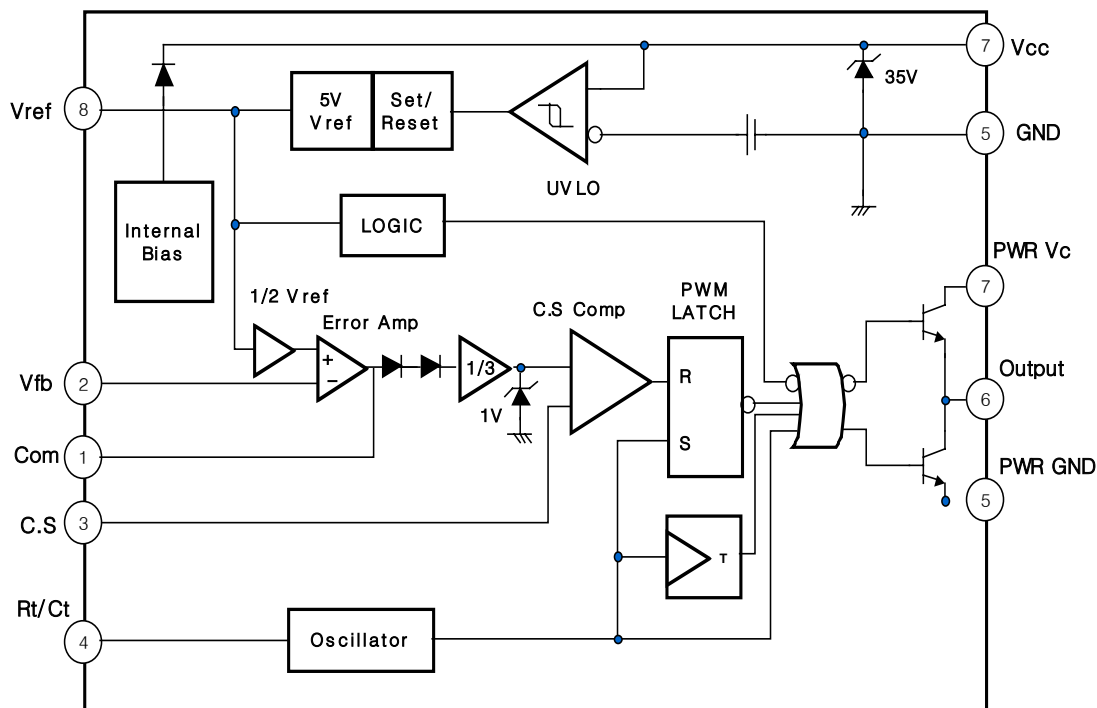 7 Vcc
35V
Vref 8
5V
Vref
Set/
Reset
5 GND
UVLO
Internal
Bias
LOGIC
PWR Vc
7
1/2 Vref
Error Amp
+
−
1/3
1V
C.S Comp
PWM
LATCH
R
S
Output
6
Vfb 2
Com 1
PWR GND
5
C.S 3
T
Rt/Ct
4
Oscillator